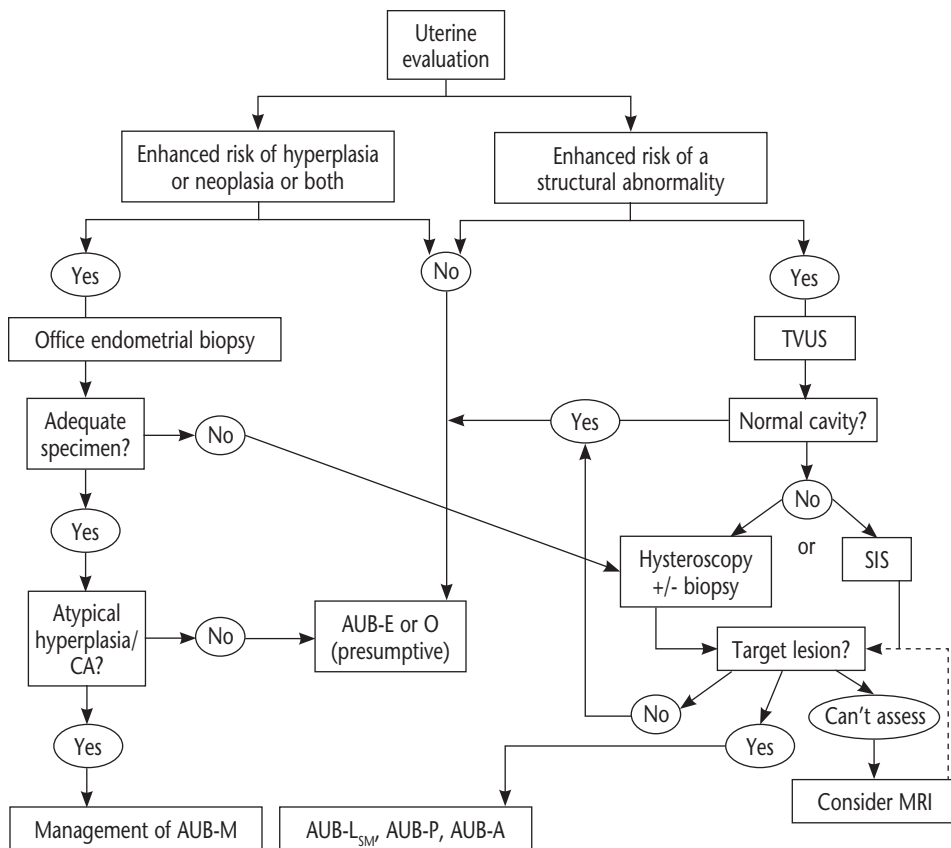 Uterine
evaluation
Enhanced risk of hyperplasia
or neoplasia or both
Enhanced risk of a
structural abnormality
Yes
No
Yes
Office endometrial biopsy
TVUS
Adequate
specimen?
No
Yes
Normal cavity?
No
Yes
or
Hysteroscopy
+/- biopsy
SIS
Atypical
hyperplasia/
CA?
No
AUB-E or O
(presumptive)
Target lesion?
No
Yes
Can't assess
Yes
Consider MRI
Management of AUB-M
AUB-L_SM, AUB-P, AUB-A